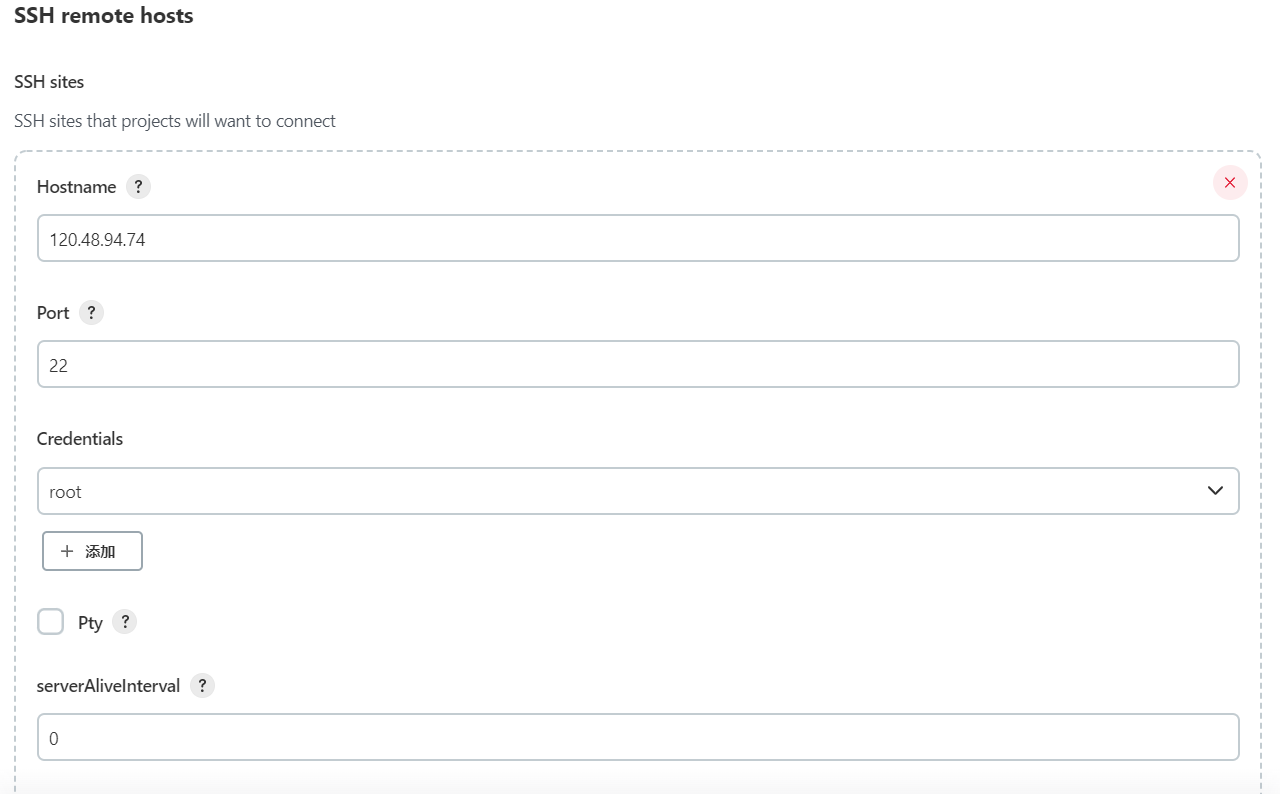 SSH remote hosts
SSH sites
SSH sites that projects will want to connect
Hostname ?
120.48.94.74
Port ?
22
Credentials
root
+ 添加
Pty ?
serverAliveInterval ?
0